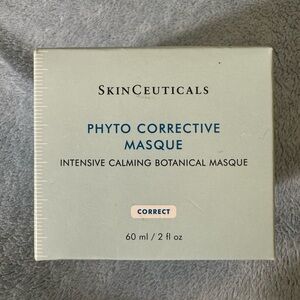 SKINCEUTICALS
PHYTO CORRECTIVE
MASQUE
INTENSIVE CALMING BOTANICAL MASQUE
CORRECT
60 ml / 2 fl oz